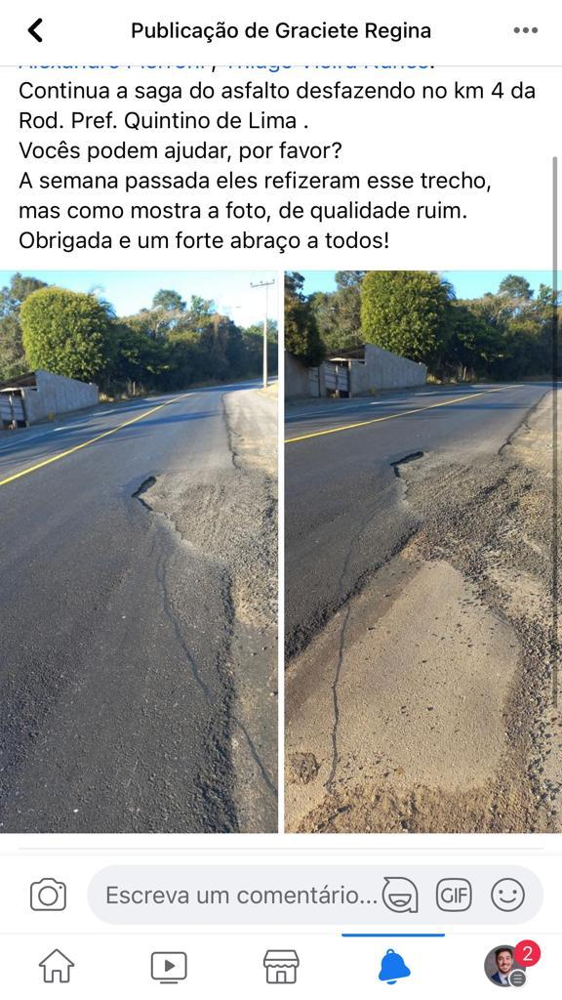 Publicação de Graciete Regina
Continua a saga do asfalto desfazendo no km 4 da
Rod. Pref. Quintino de Lima .
Vocês podem ajudar, por favor?
A semana passada eles refizeram esse trecho,
mas como mostra a foto, de qualidade ruim.
Obrigada e um forte abraço a todos!
Escreva um comentário...
GIF
2